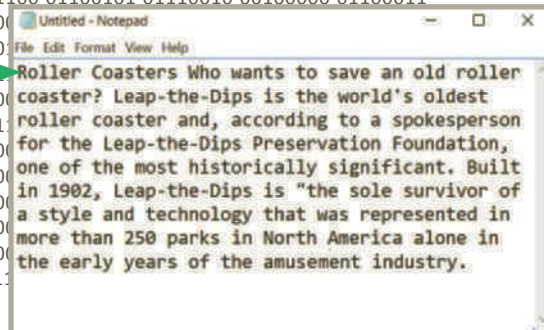 01100101 01110010 00100000 01100011
Untitled - Notepad
File Edit Format View Help
Roller Coasters Who wants to save an old roller
coaster? Leap-the-Dips is the world's oldest
roller coaster and, according to a spokesperson
for the Leap-the-Dips Preservation Foundation,
one of the most historically significant. Built
in 1902, Leap-the-Dips is "the sole survivor of
a style and technology that was represented in
more than 250 parks in North America alone in
the early years of the amusement industry.